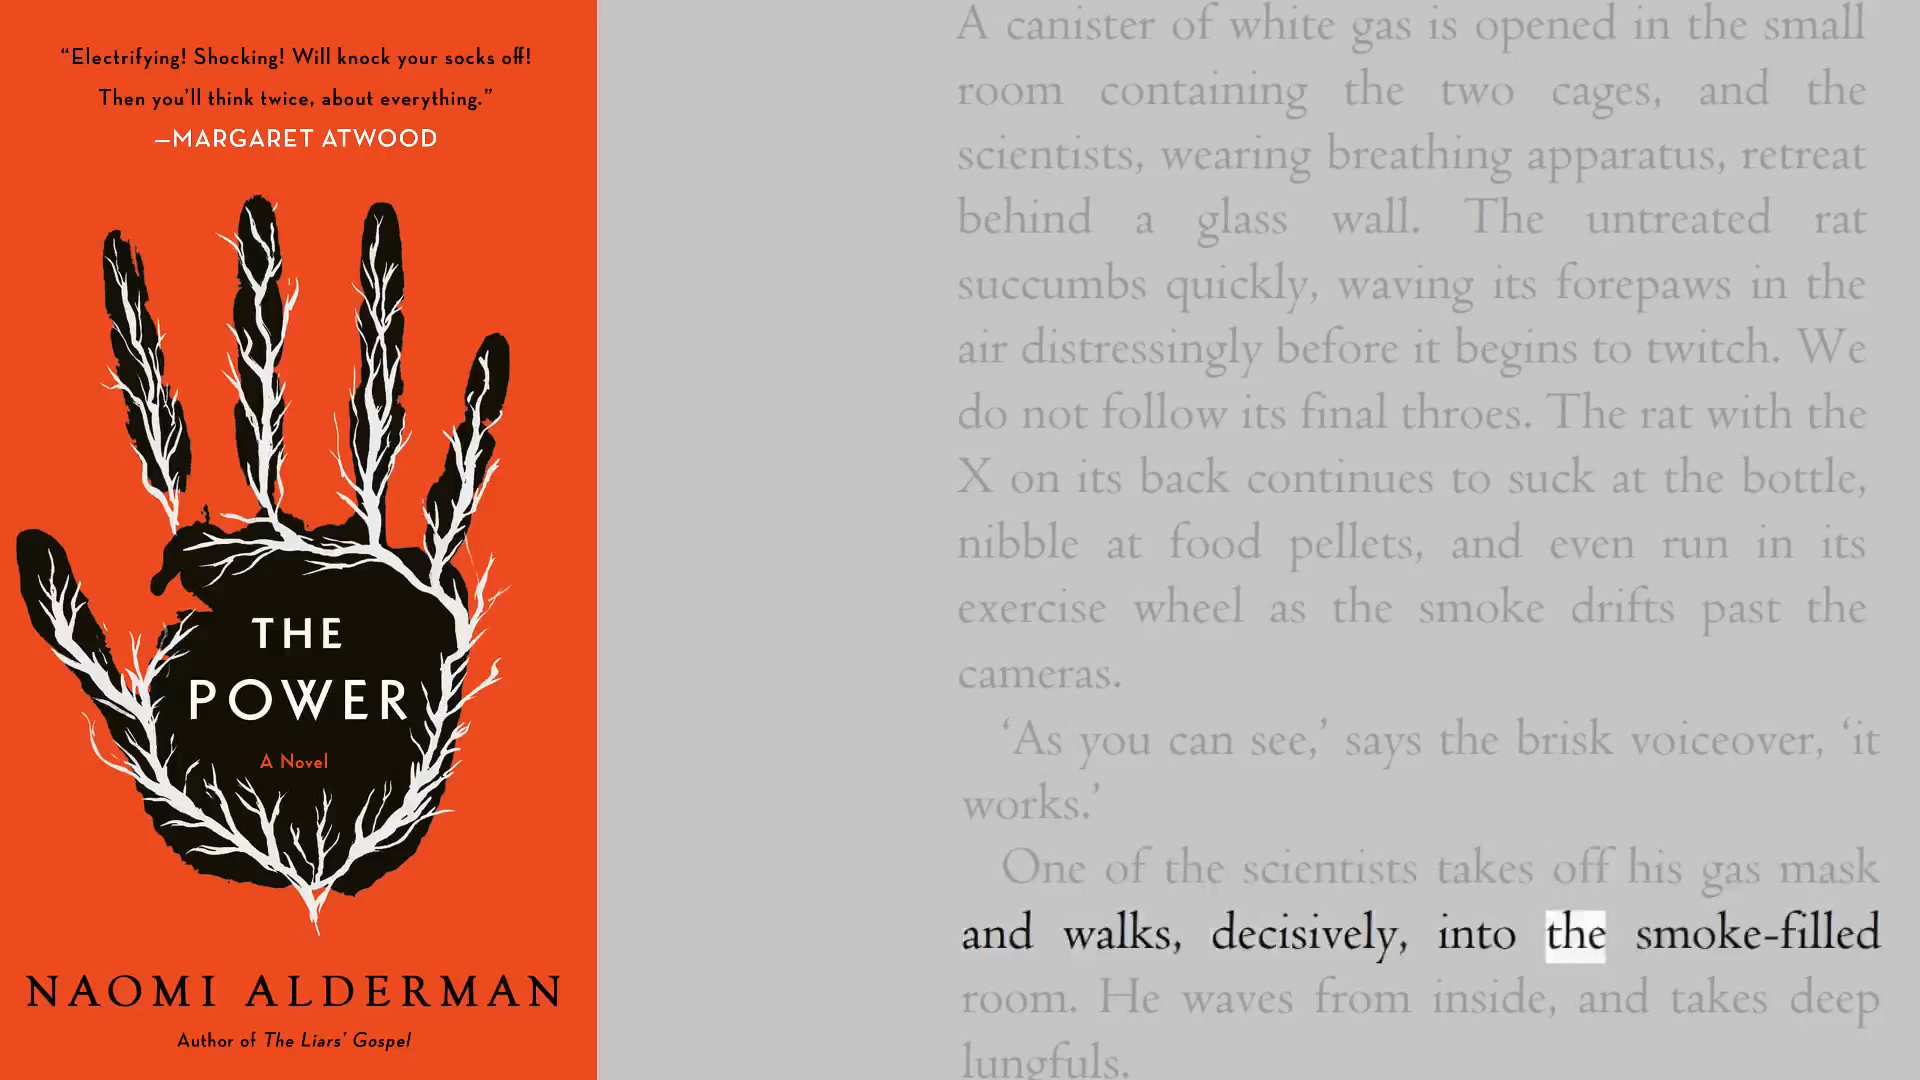 “Electrifying! Shocking! Will knock your socks off!
Then you’ll think twice, about everything.”
—MARGARET ATWOOD
THE
POWER
A Novel
NAOMI ALDERMAN
Author of The Liars’ Gospel
A canister of white gas is opened in the small
room containing the two cages, and the
scientists, wearing breathing apparatus, retreat
behind a glass wall. The untreated rat
succumbs quickly, waving its forepaws in the
air distressingly before it begins to twitch. We
do not follow its final throes. The rat with the
X on its back continues to suck at the bottle,
nibble at food pellets, and even run in its
exercise wheel as the smoke drifts past the
cameras.
‘As you can see,’ says the brisk voiceover, ‘it
works.’
One of the scientists takes off his gas mask
and walks, decisively, into the smoke-filled
room. He waves from inside, and takes deep
lungfuls.